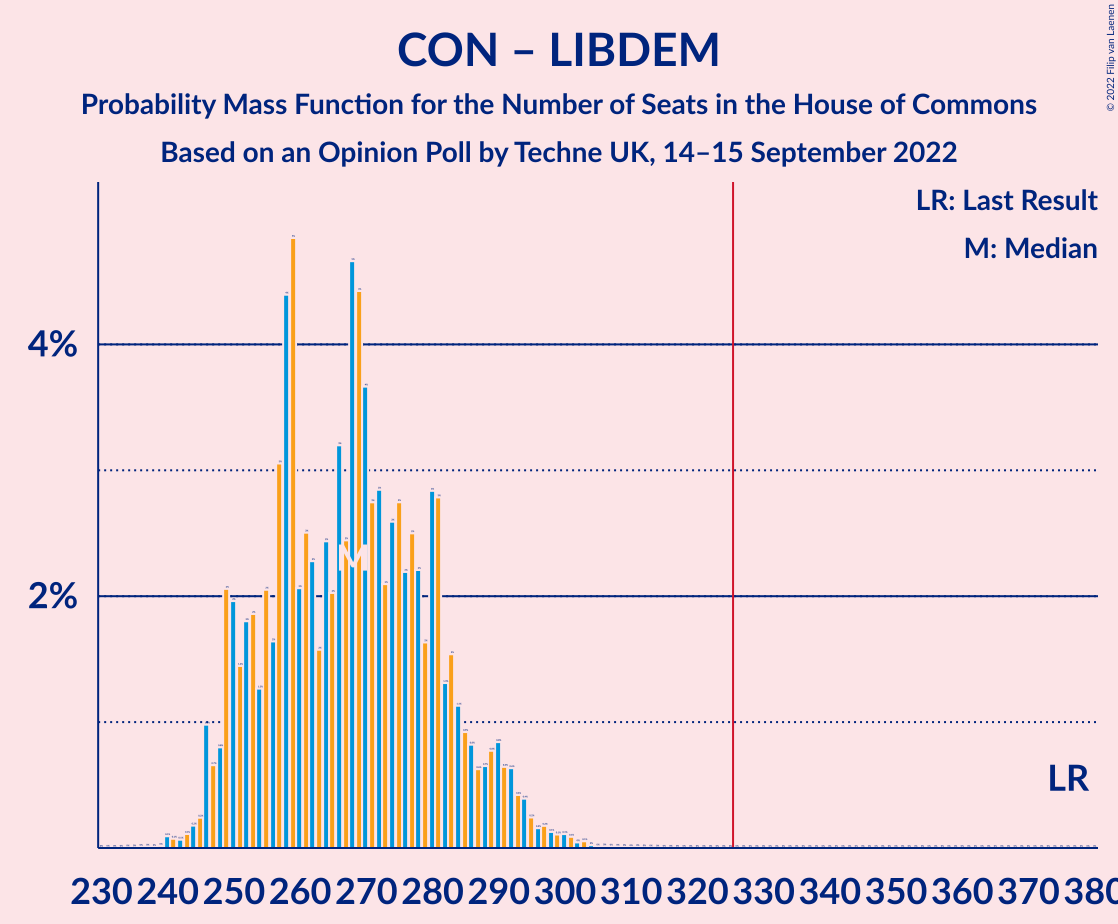 CON – LIBDEM
Probability Mass Function for the Number of Seats in the House of Commons
Based on an Opinion Poll by Techne UK, 14–15 September 2022
© 2022 Filip van Laenen
LR: Last Result
M: Median
4%
2%
M
LR
230 240 250 260 270 280 290 300 310 320 330 340 350 360 370 380